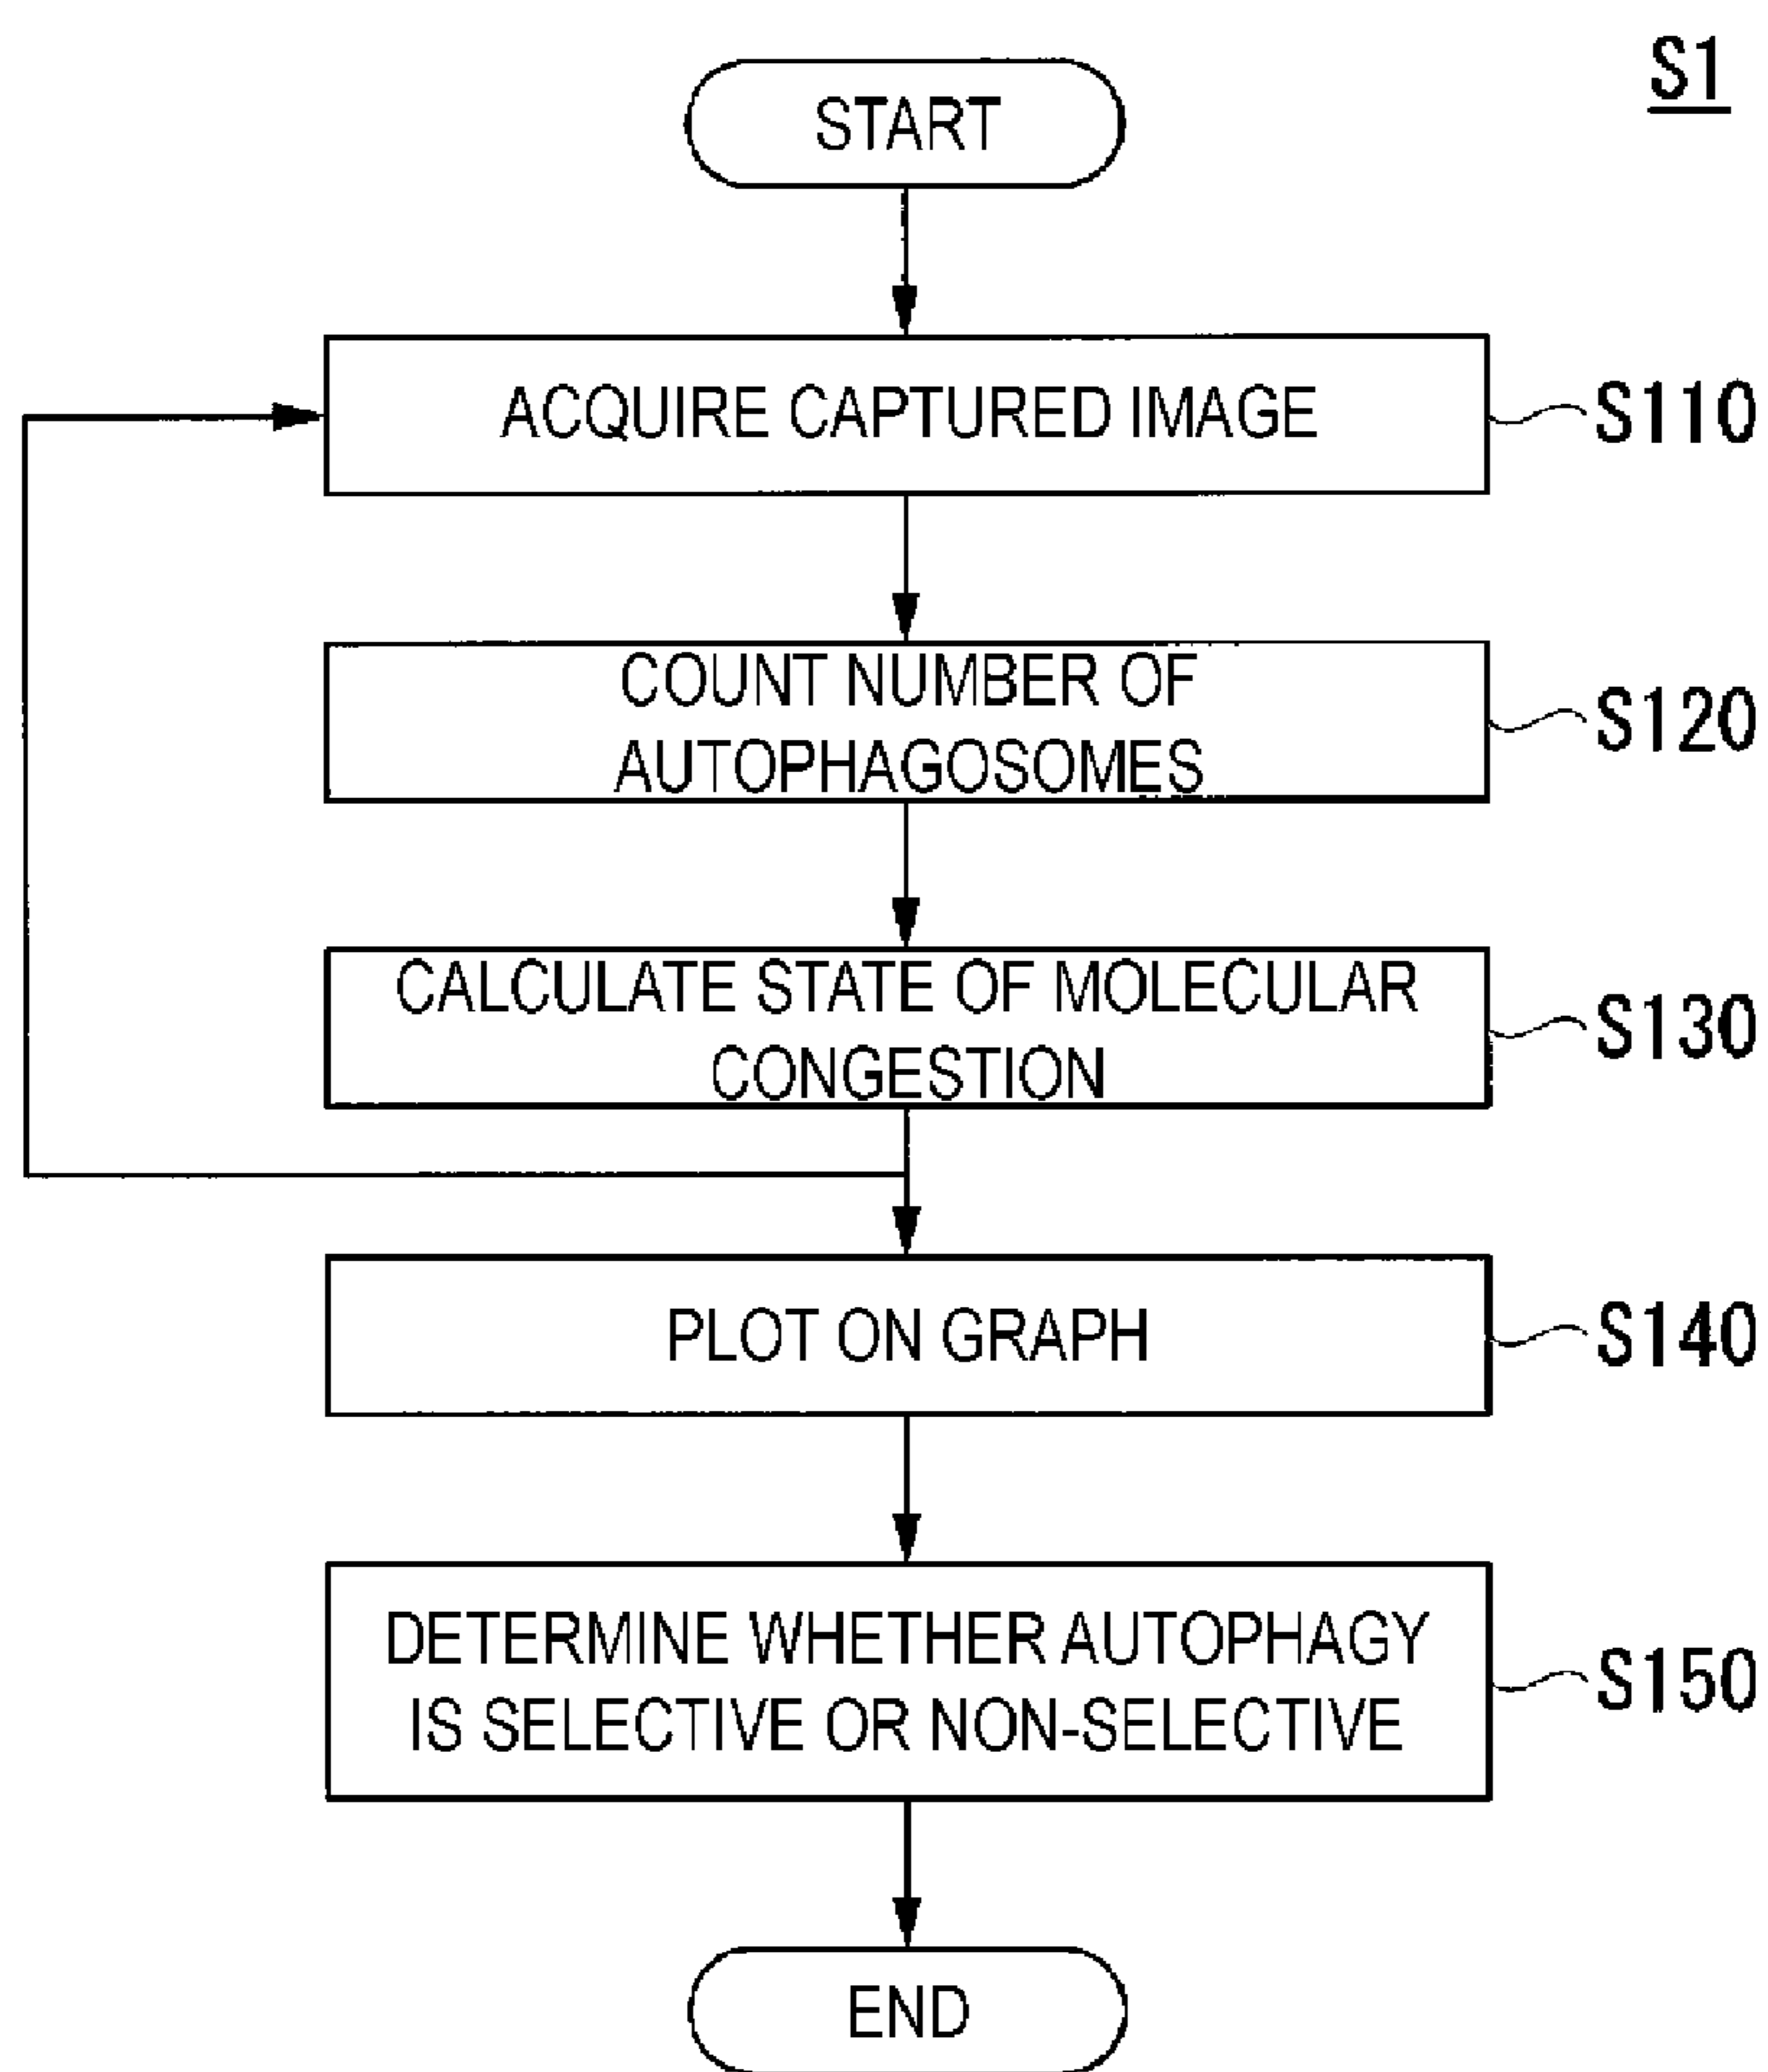 S1
START
ACQUIRE CAPTURED IMAGE
S110
COUNT NUMBER OF
AUTOPHAGOSOMES
S120
CALCULATE STATE OF MOLECULAR
CONGESTION
S130
PLOT ON GRAPH
S140
DETERMINE WHETHER AUTOPHAGY
IS SELECTIVE OR NON-SELECTIVE
S150
END